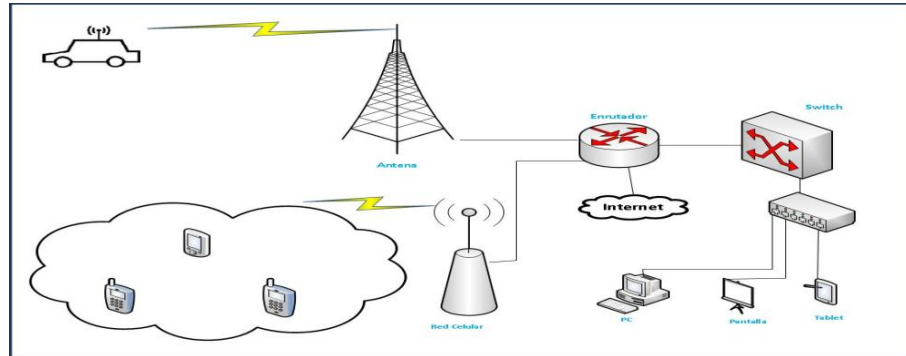 Switch
Enrutador
Antena
Internet
Red Celular
PC
Pantalla
Tablet